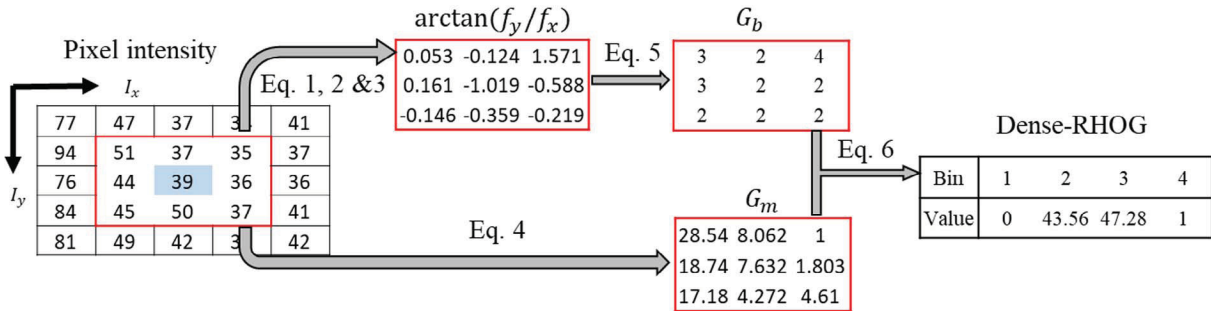 Pixel intensity
I_x
I_y
77 47 37 41
94 51 37 35 37
76 44 39 36 36
84 45 50 37 41
81 49 42 42
Eq. 1, 2 &3
arctan(f_y/f_x)
0.053 -0.124 1.571
0.161 -1.019 -0.588
-0.146 -0.359 -0.219
Eq. 5
G_b
3 2 4
3 2 2
2 2 2
Eq. 4
G_m
28.54 8.062 1
18.74 7.632 1.803
17.18 4.272 4.61
Eq. 6
Dense-RHOG
Bin 1 2 3 4
Value 0 43.56 47.28 1